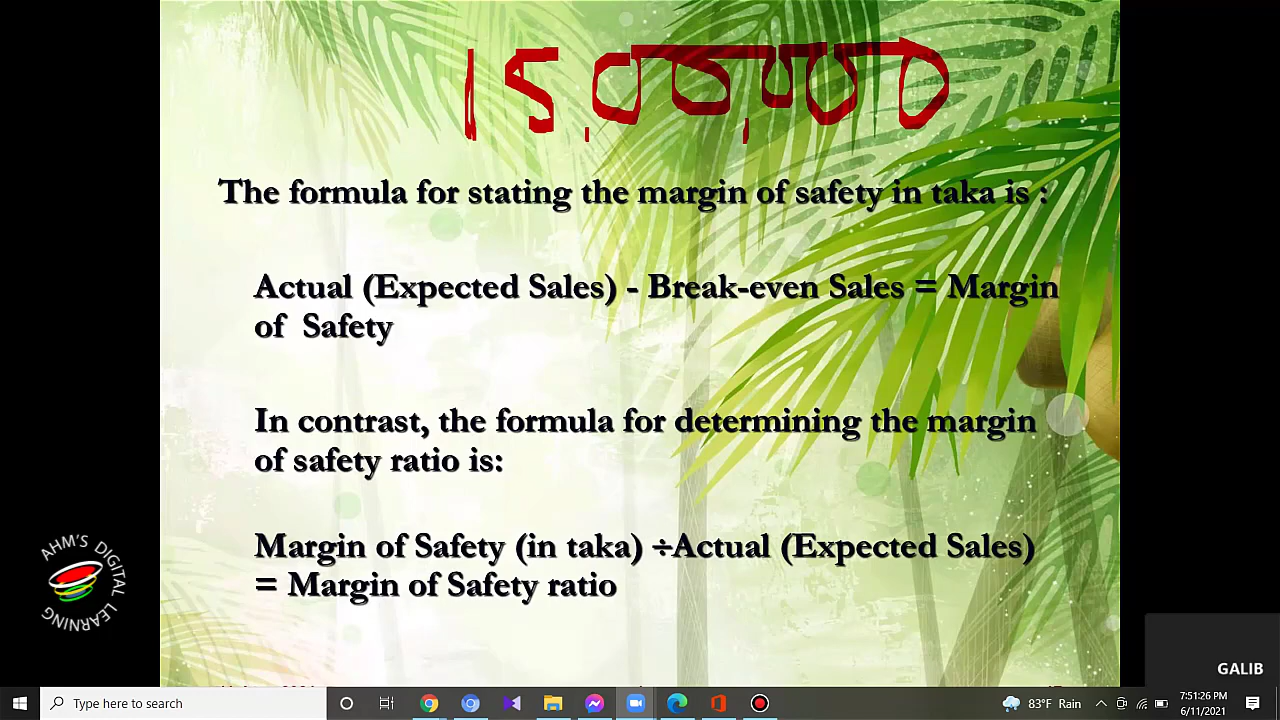 15,00,000
The formula for stating the margin of safety in taka is :
Actual (Expected Sales) - Break-even Sales = Margin
of Safety
In contrast, the formula for determining the margin
of safety ratio is:
Margin of Safety (in taka) ÷Actual (Expected Sales)
= Margin of Safety ratio
AHM'S DIGITAL LEARNING
GALIB
Type here to search
83°F Rain
7:51:26 PM
6/11/2021